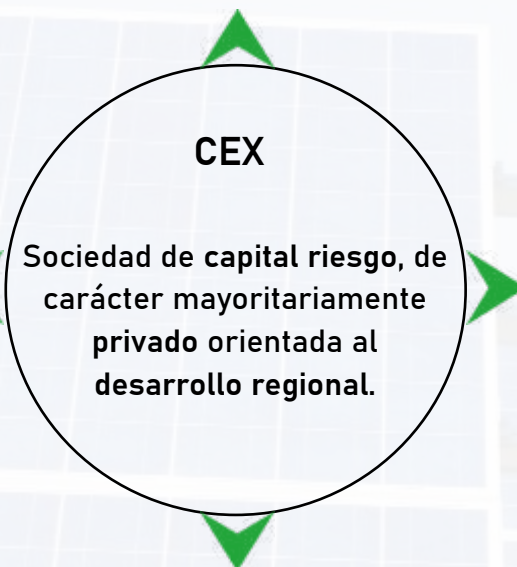 CEX
Sociedad de capital riesgo, de
carácter mayoritariamente
privado orientada al
desarrollo regional.